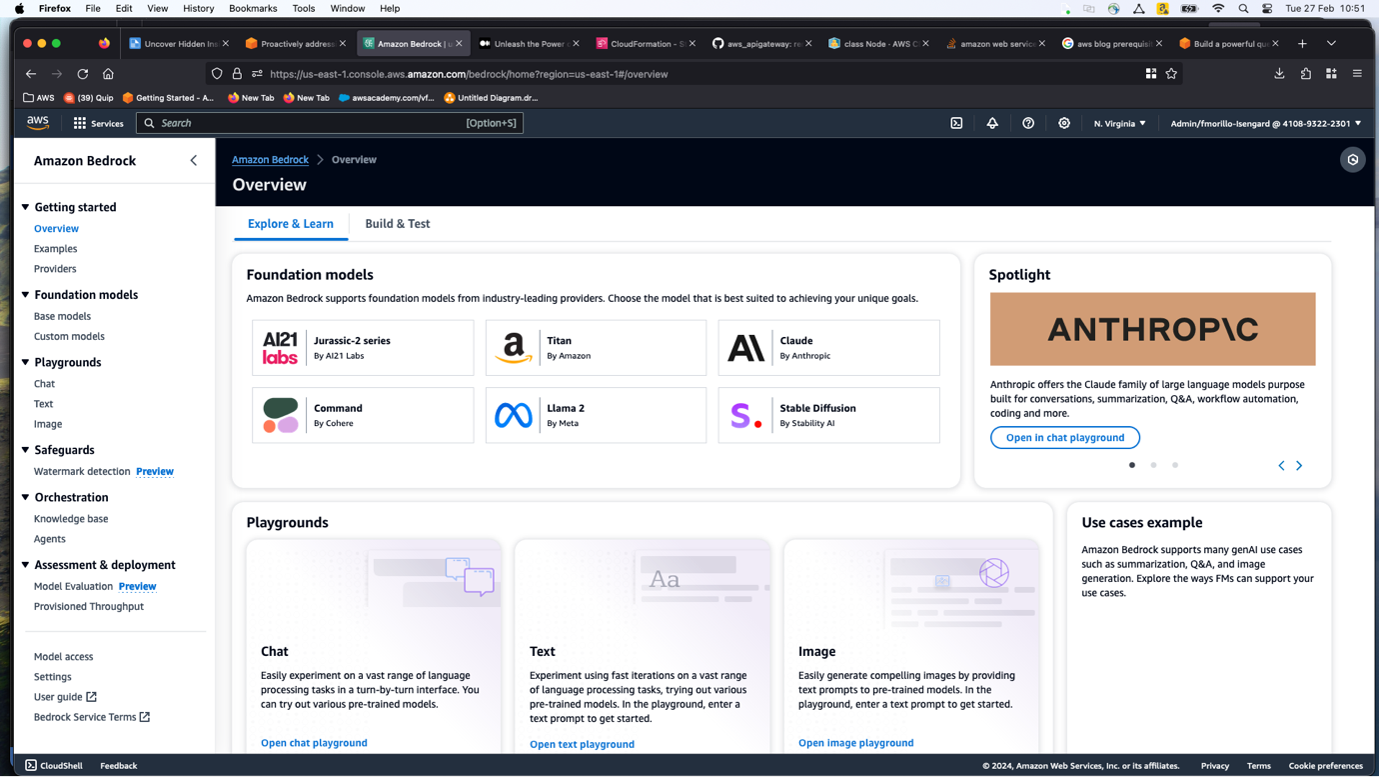 Firefox File Edit View History Bookmarks Tools Window Help Tue 27 Feb 10:51
Uncover Hidden Ins Proactively address Amazon Bedrock | u Unleash the Power o CloudFormation - S aws_apigateway: re class Node - AWS C amazon web service aws blog prerequisit Build a powerful qu
https://us-east-1.console.aws.amazon.com/bedrock/home?region=us-east-1#/overview
AWS (39) Quip Getting Started - A... New Tab New Tab awsacademy.com/vf... Untitled Diagram.dr...
aws Services Search [Option+S] N. Virginia Admin/fmorillo-Isengard @ 4108-9322-2301
Amazon Bedrock
Getting started
Overview
Examples
Providers
Foundation models
Base models
Custom models
Playgrounds
Chat
Text
Image
Safeguards
Watermark detection Preview
Orchestration
Knowledge base
Agents
Assessment & deployment
Model Evaluation Preview
Provisioned Throughput
Model access
Settings
User guide
Bedrock Service Terms
Amazon Bedrock Overview
Overview
Explore & Learn Build & Test
Foundation models
Amazon Bedrock supports foundation models from industry-leading providers. Choose the model that is best suited to achieving your unique goals.
AI21 labs
Jurassic-2 series
By AI21 Labs
a
Titan
By Amazon
A\
Claude
By Anthropic
Command
By Cohere
Llama 2
By Meta
S.
Stable Diffusion
By Stability AI
Spotlight
ANTHROP\C
Anthropic offers the Claude family of large language models purpose
built for conversations, summarization, Q&A, workflow automation,
coding and more.
Open in chat playground
Playgrounds
Chat
Easily experiment on a vast range of language
processing tasks in a turn-by-turn interface. You
can try out various pre-trained models.
Open chat playground
Aa
Text
Experiment using fast iterations on a vast range
of language processing tasks, trying out various
pre-trained models. In the playground, enter a
text prompt to get started.
Open text playground
Image
Easily generate compelling images by providing
text prompts to pre-trained models. In the
playground, enter a text prompt to get started.
Open image playground
Use cases example
Amazon Bedrock supports many genAI use cases
such as summarization, Q&A, and image
generation. Explore the ways FMs can support your
use cases.
CloudShell Feedback © 2024, Amazon Web Services, Inc. or its affiliates. Privacy Terms Cookie preferences